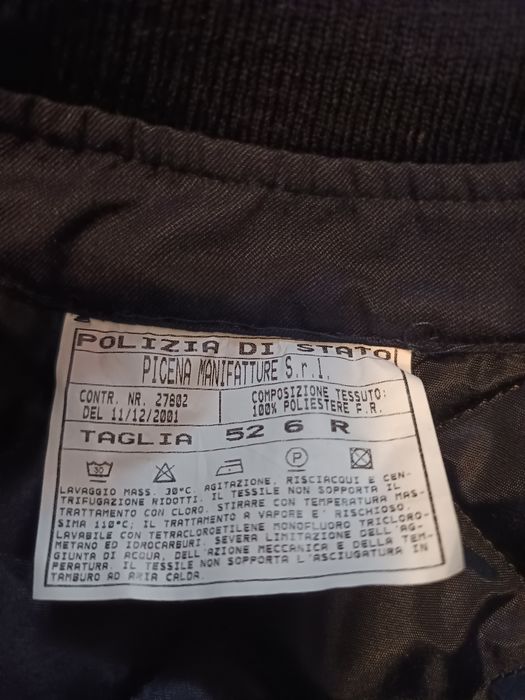 POLIZIA DI STATO
PICENA MANIFATTURE S.r.l.
CONTR. NR. 27802
DEL 11/12/2001
COMPOSIZIONE TESSUTO:
100% POLIESTERE F.R.
TAGLIA 52 6 R
30
P
LAVAGGIO MASS. 30°C. AGITAZIONE, RISCIACQUI E CEN-
TRIFUGAZIONE RIDOTTI. IL TESSILE NON SOPPORTA IL
TRATTAMENTO CON CLORO. STIRARE CON TEMPERATURA MAS-
SIMA 110°C; IL TRATTAMENTO A VAPORE E' RISCHIOSO.
LAVABILE CON TETRACLOROETILENE MONOFLUORO TRICLORO-
METANO ED IDROCARBURI. SEVERA LIMITAZIONE DELL'AG-
GIUNTA DI ACQUA, DELL'AZIONE MECCANICA E DELLA TEM-
PERATURA. IL TESSILE NON SOPPORTA L'ASCIUGATURA IN
TAMBURO AD ARIA CALDA.